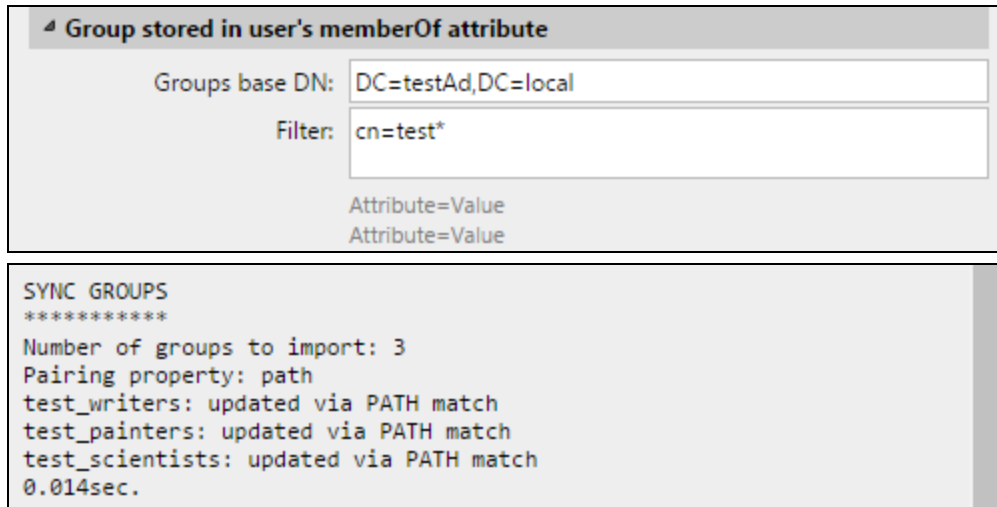 Group stored in user's memberOf attribute
Groups base DN: DC=testAd,DC=local
Filter: cn=test*
Attribute=Value
Attribute=Value
SYNC GROUPS
***********
Number of groups to import: 3
Pairing property: path
test_writers: updated via PATH match
test_painters: updated via PATH match
test_scientists: updated via PATH match
0.014sec.